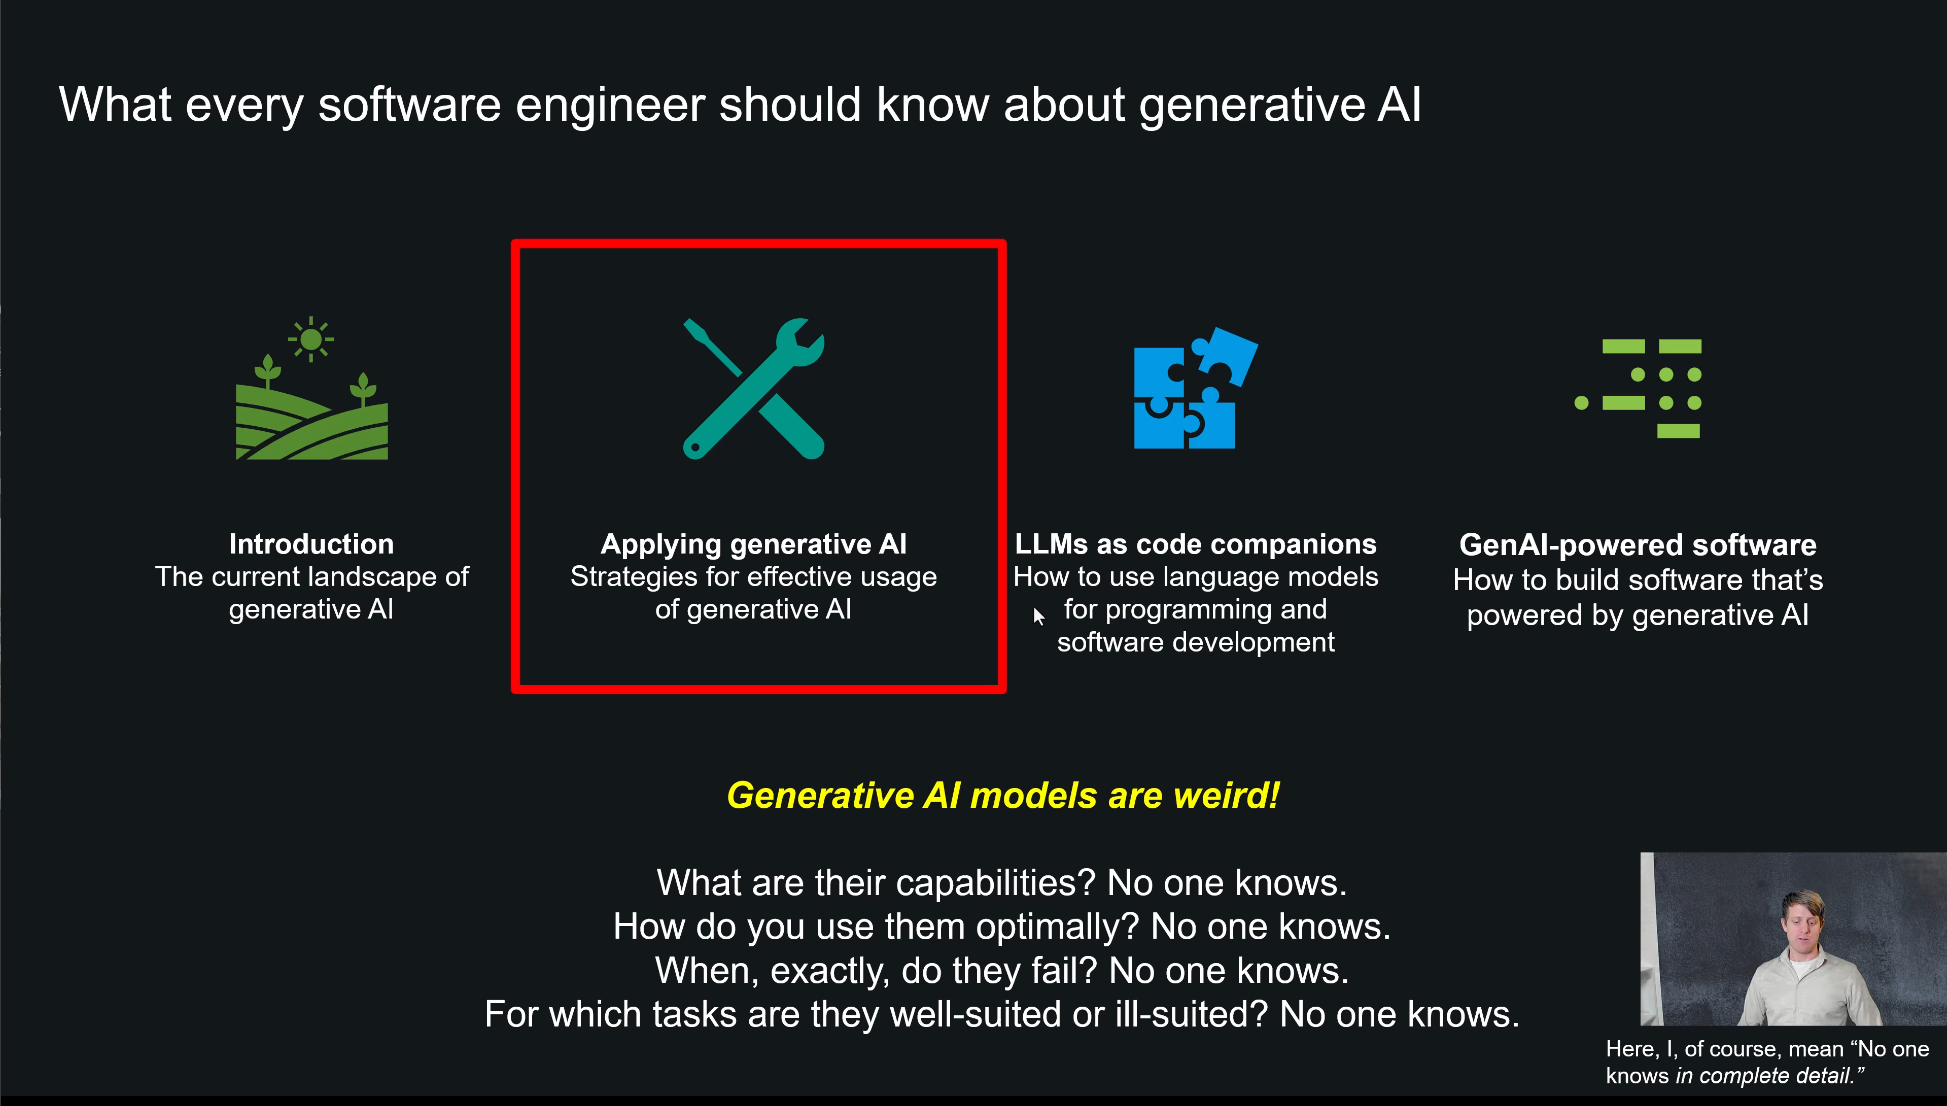 What every software engineer should know about generative AI
Introduction
The current landscape of
generative AI
Applying generative AI
Strategies for effective usage
of generative AI
LLMs as code companions
How to use language models
for programming and
software development
GenAI-powered software
How to build software that’s
powered by generative AI
Generative AI models are weird!
What are their capabilities? No one knows.
How do you use them optimally? No one knows.
When, exactly, do they fail? No one knows.
For which tasks are they well-suited or ill-suited? No one knows.
Here, I, of course, mean “No one
knows in complete detail.”